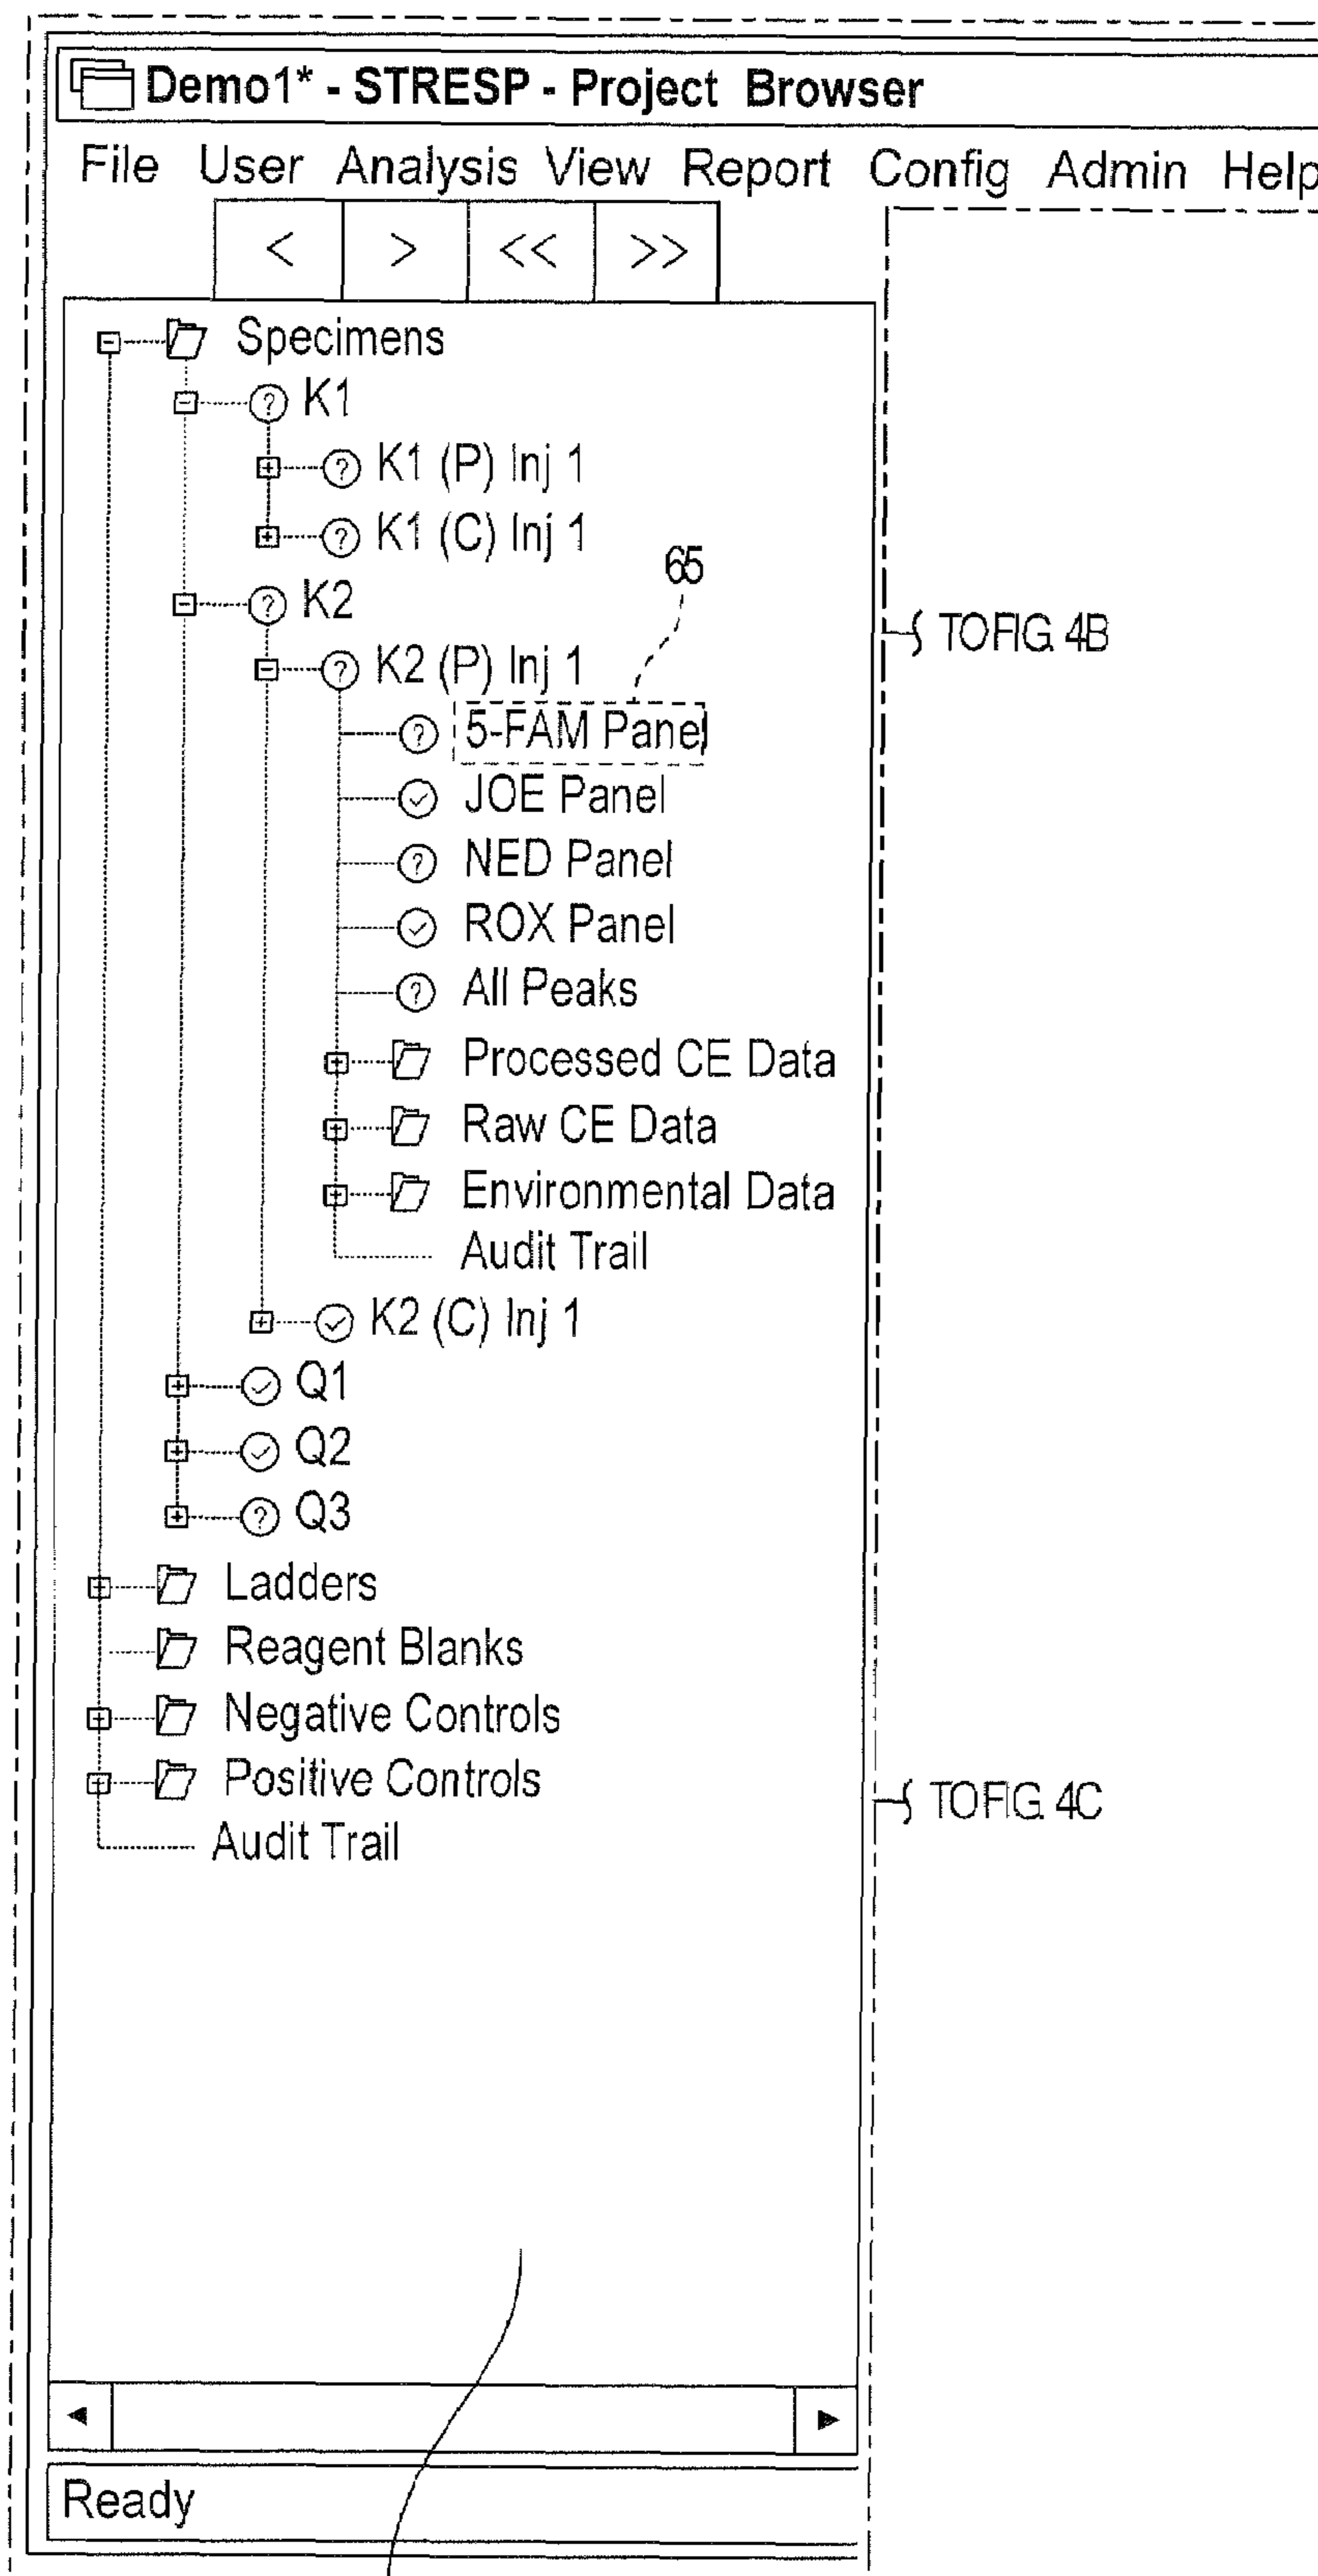 Demo1* - STRESP - Project Browser
File User Analysis View Report Config Admin Help
< > << >>
Specimens
K1
K1 (P) Inj 1
K1 (C) Inj 1
65
K2
TO FIG. 4B
K2 (P) Inj 1
5-FAM Panel
JOE Panel
NED Panel
ROX Panel
All Peaks
Processed CE Data
Raw CE Data
Environmental Data
Audit Trail
K2 (C) Inj 1
Q1
Q2
Q3
Ladders
Reagent Blanks
Negative Controls
Positive Controls
TO FIG. 4C
Audit Trail
Ready